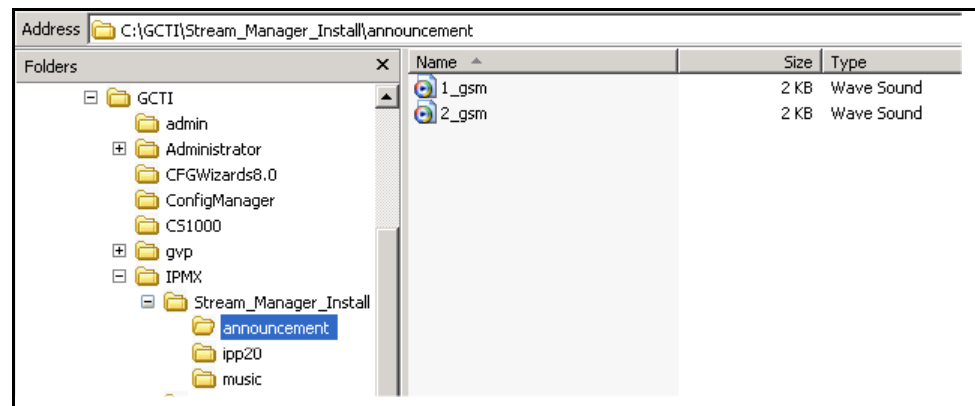 Address C:\GCTI\Stream_Manager_Install\announcement
Folders
Name Size Type
1_gsm 2 KB Wave Sound
2_gsm 2 KB Wave Sound
GCTI
admin
Administrator
CFGWizards8.0
ConfigManager
CS1000
gvp
IPMX
Stream_Manager_Install
announcement
ipp20
music